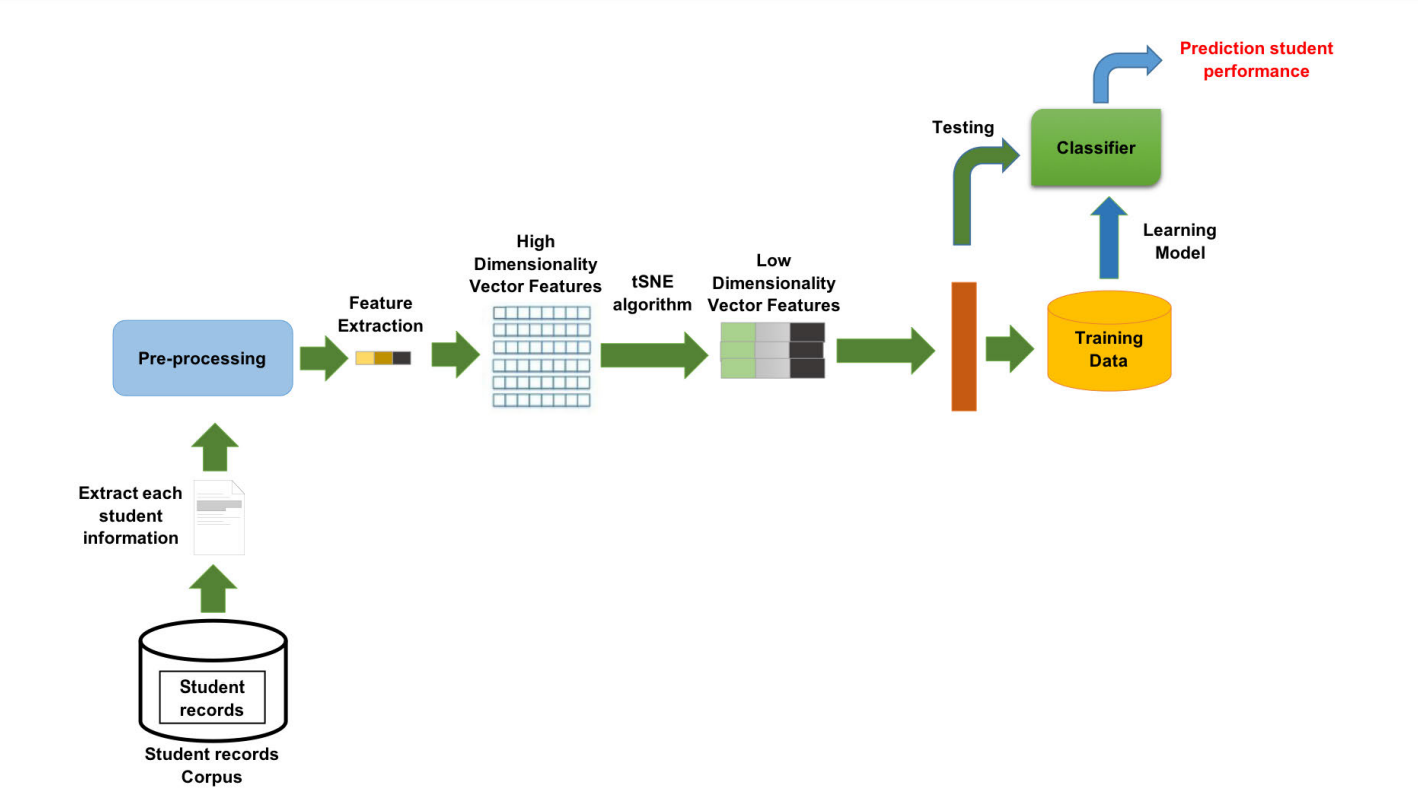 Prediction student
performance
Testing
Classifier
Learning
Model
High
Dimensionality
Vector Features
tSNE
algorithm
Low
Dimensionality
Vector Features
Feature
Extraction
Pre-processing
Training
Data
Extract each
student
information
Student
records
Student records
Corpus